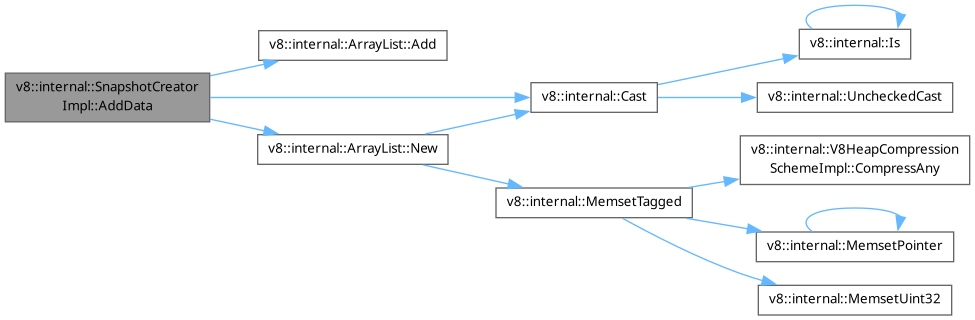 v8::internal::SnapshotCreator
Impl::AddData
v8::internal::ArrayList::Add
v8::internal::ArrayList::New
v8::internal::Cast
v8::internal::MemsetTagged
v8::internal::Is
v8::internal::UncheckedCast
v8::internal::V8HeapCompression
SchemeImpl::CompressAny
v8::internal::MemsetPointer
v8::internal::MemsetUint32